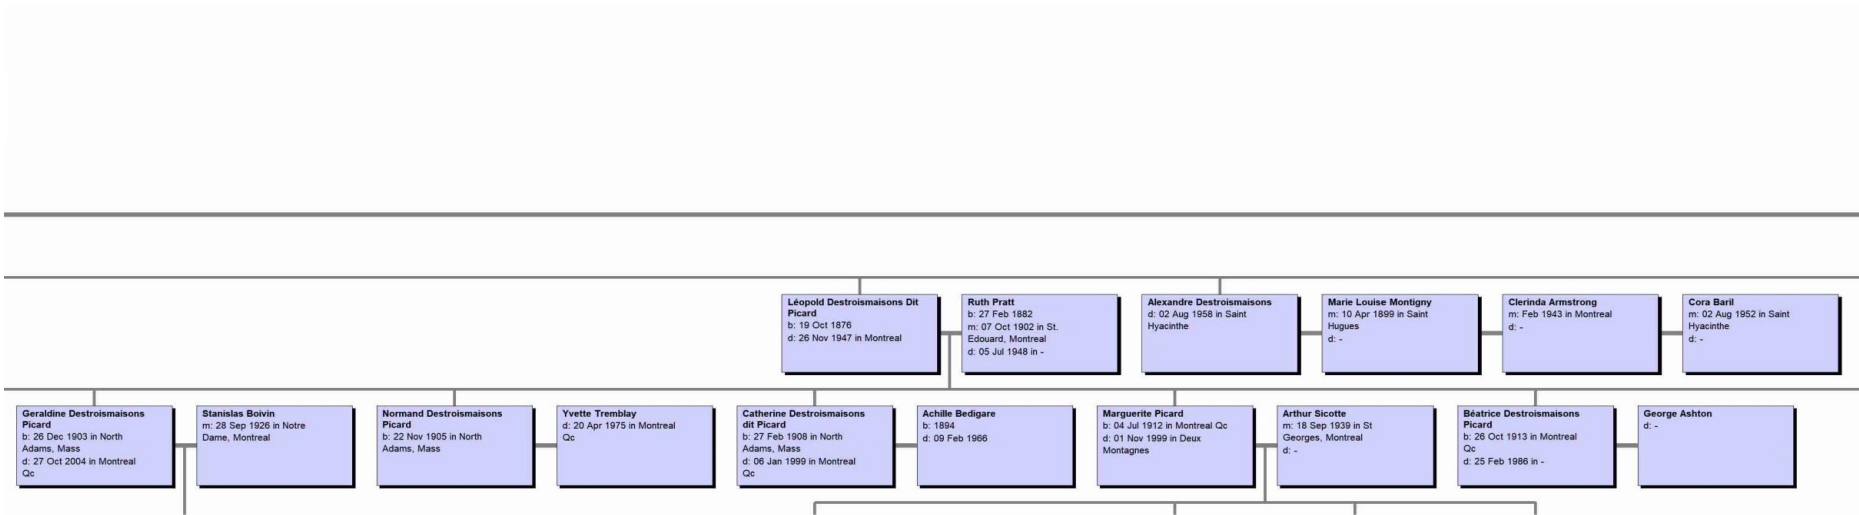 Léopold Destroismaisons Dit
Picard
b: 19 Oct 1876
d: 26 Nov 1947 in Montreal
Ruth Pratt
b: 27 Feb 1882
m: 07 Oct 1902 in St.
Edouard, Montreal
d: 05 Jul 1948 in -
Alexandre Destroismaisons
d: 02 Aug 1958 in Saint
Hyacinthe
Marie Louise Montigny
m: 10 Apr 1899 in Saint
Hugues
d: -
Clerinda Armstrong
m: Feb 1943 in Montreal
d: -
Cora Baril
m: 02 Aug 1952 in Saint
Hyacinthe
d: -
Geraldine Destroismaisons
Picard
b: 26 Dec 1903 in North
Adams, Mass
d: 27 Oct 2004 in Montreal
Qc
Stanislas Boivin
m: 28 Sep 1926 in Notre
Dame, Montreal
Normand Destroismaisons
Picard
b: 22 Nov 1905 in North
Adams, Mass
Yvette Tremblay
d: 20 Apr 1975 in Montreal
Qc
Catherine Destroismaisons
dit Picard
b: 27 Feb 1908 in North
Adams, Mass
d: 06 Jan 1999 in Montreal
Qc
Achille Bedigare
b: 1894
d: 09 Feb 1966
Marguerite Picard
b: 04 Jul 1912 in Montreal Qc
d: 01 Nov 1999 in Deux
Montagnes
Arthur Sicotte
m: 18 Sep 1939 in St
Georges, Montreal
d: -
Béatrice Destroismaisons
Picard
b: 26 Oct 1913 in Montreal
Qc
d: 25 Feb 1986 in -
George Ashton
d: -